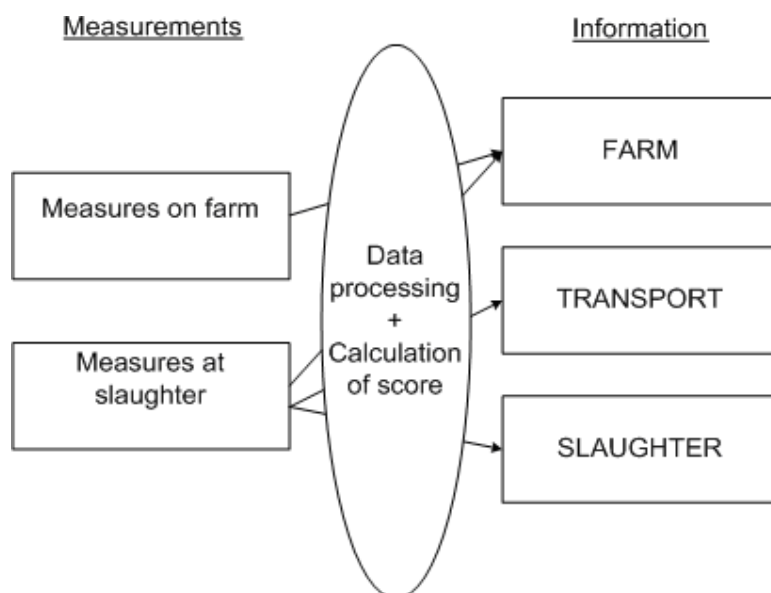 Measurements
Information
Measures on farm
Measures at
slaughter
Data
processing
+
Calculation
of score
FARM
TRANSPORT
SLAUGHTER